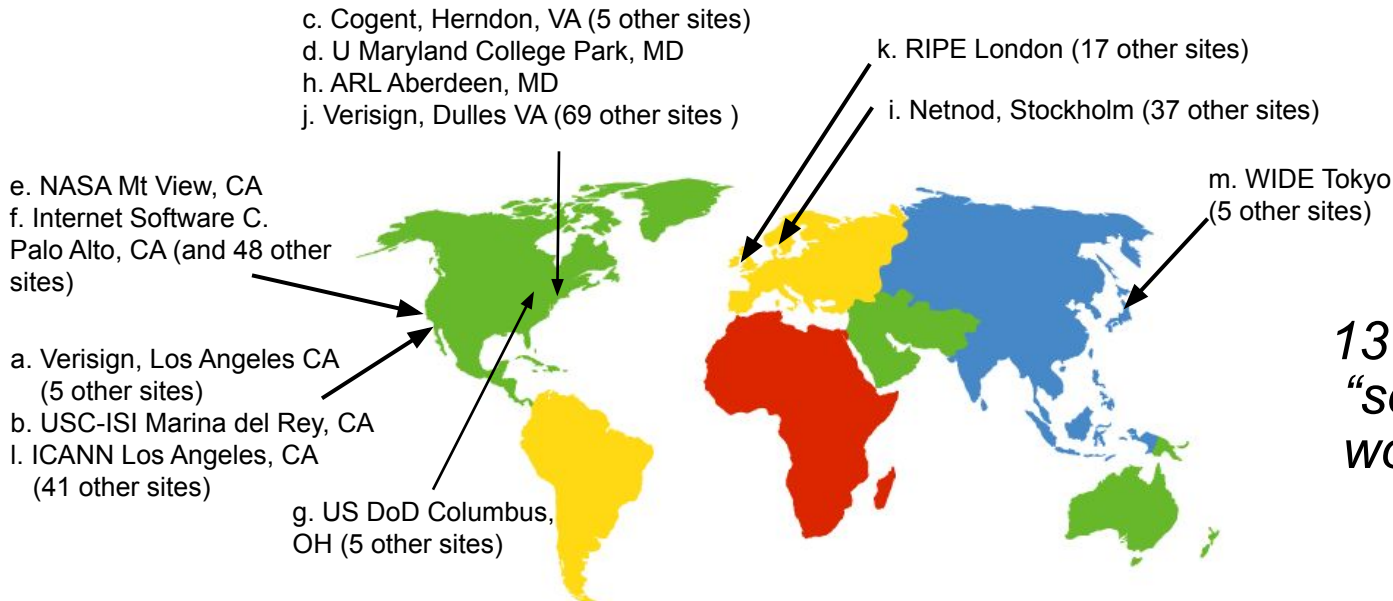 c. Cogent, Herndon, VA (5 other sites)
d. U Maryland College Park, MD
h. ARL Aberdeen, MD
j. Verisign, Dulles VA (69 other sites )
k. RIPE London (17 other sites)
i. Netnod, Stockholm (37 other sites)
m. WIDE Tokyo
(5 other sites)
e. NASA Mt View, CA
f. Internet Software C.
Palo Alto, CA (and 48 other
sites)
a. Verisign, Los Angeles CA
(5 other sites)
b. USC-ISI Marina del Rey, CA
l. ICANN Los Angeles, CA
(41 other sites)
g. US DoD Columbus,
OH (5 other sites)
13